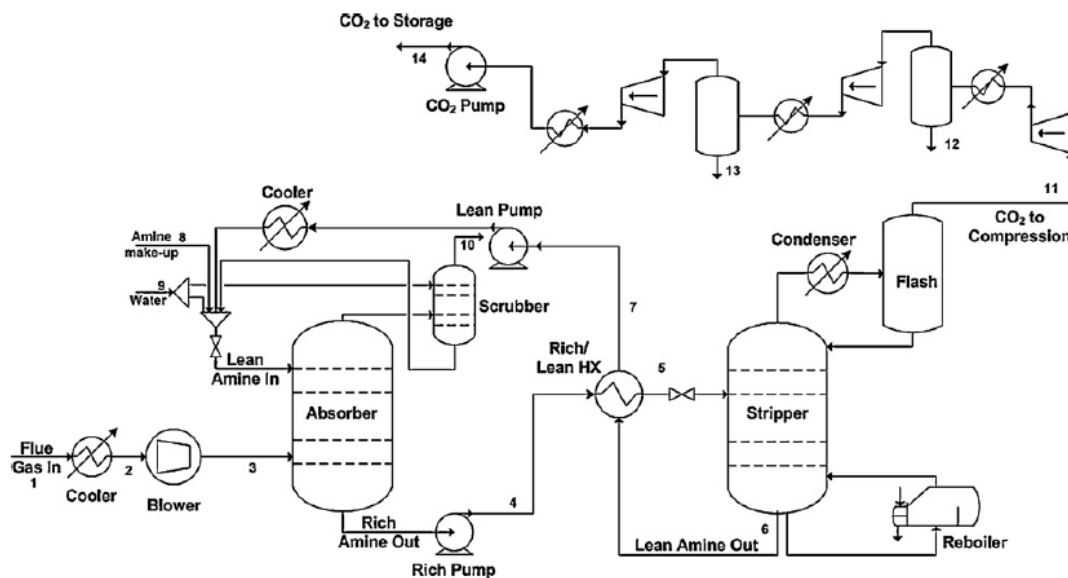 CO₂ to Storage
14
CO₂ Pump
13
12
11
CO₂ to
Compression
Cooler
Lean Pump
10
Amine 8
make-up
9
Water
Scrubber
Condenser
Flash
7
Lean
Amine In
Rich/
Lean HX
5
Absorber
Stripper
Flue
Gas In
1
2
3
Cooler
Blower
4
Rich
Amine Out
Rich Pump
6
Lean Amine Out
Reboiler